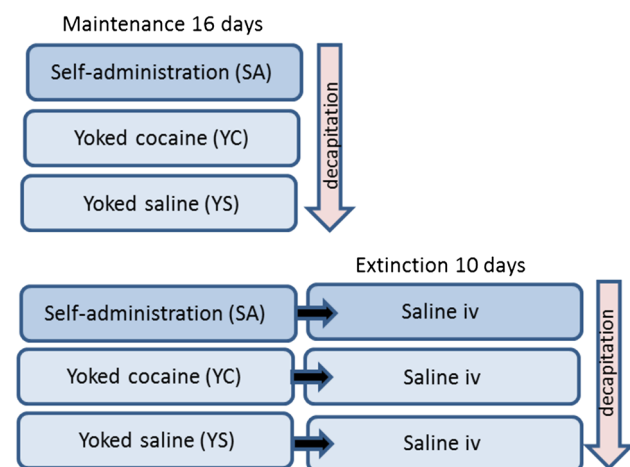 Maintenance 16 days
Self-administration (SA)
Yoked cocaine (YC)
Yoked saline (YS)
decapitation
Extinction 10 days
Self-administration (SA)
Saline iv
Yoked cocaine (YC)
Saline iv
Yoked saline (YS)
Saline iv
decapitation